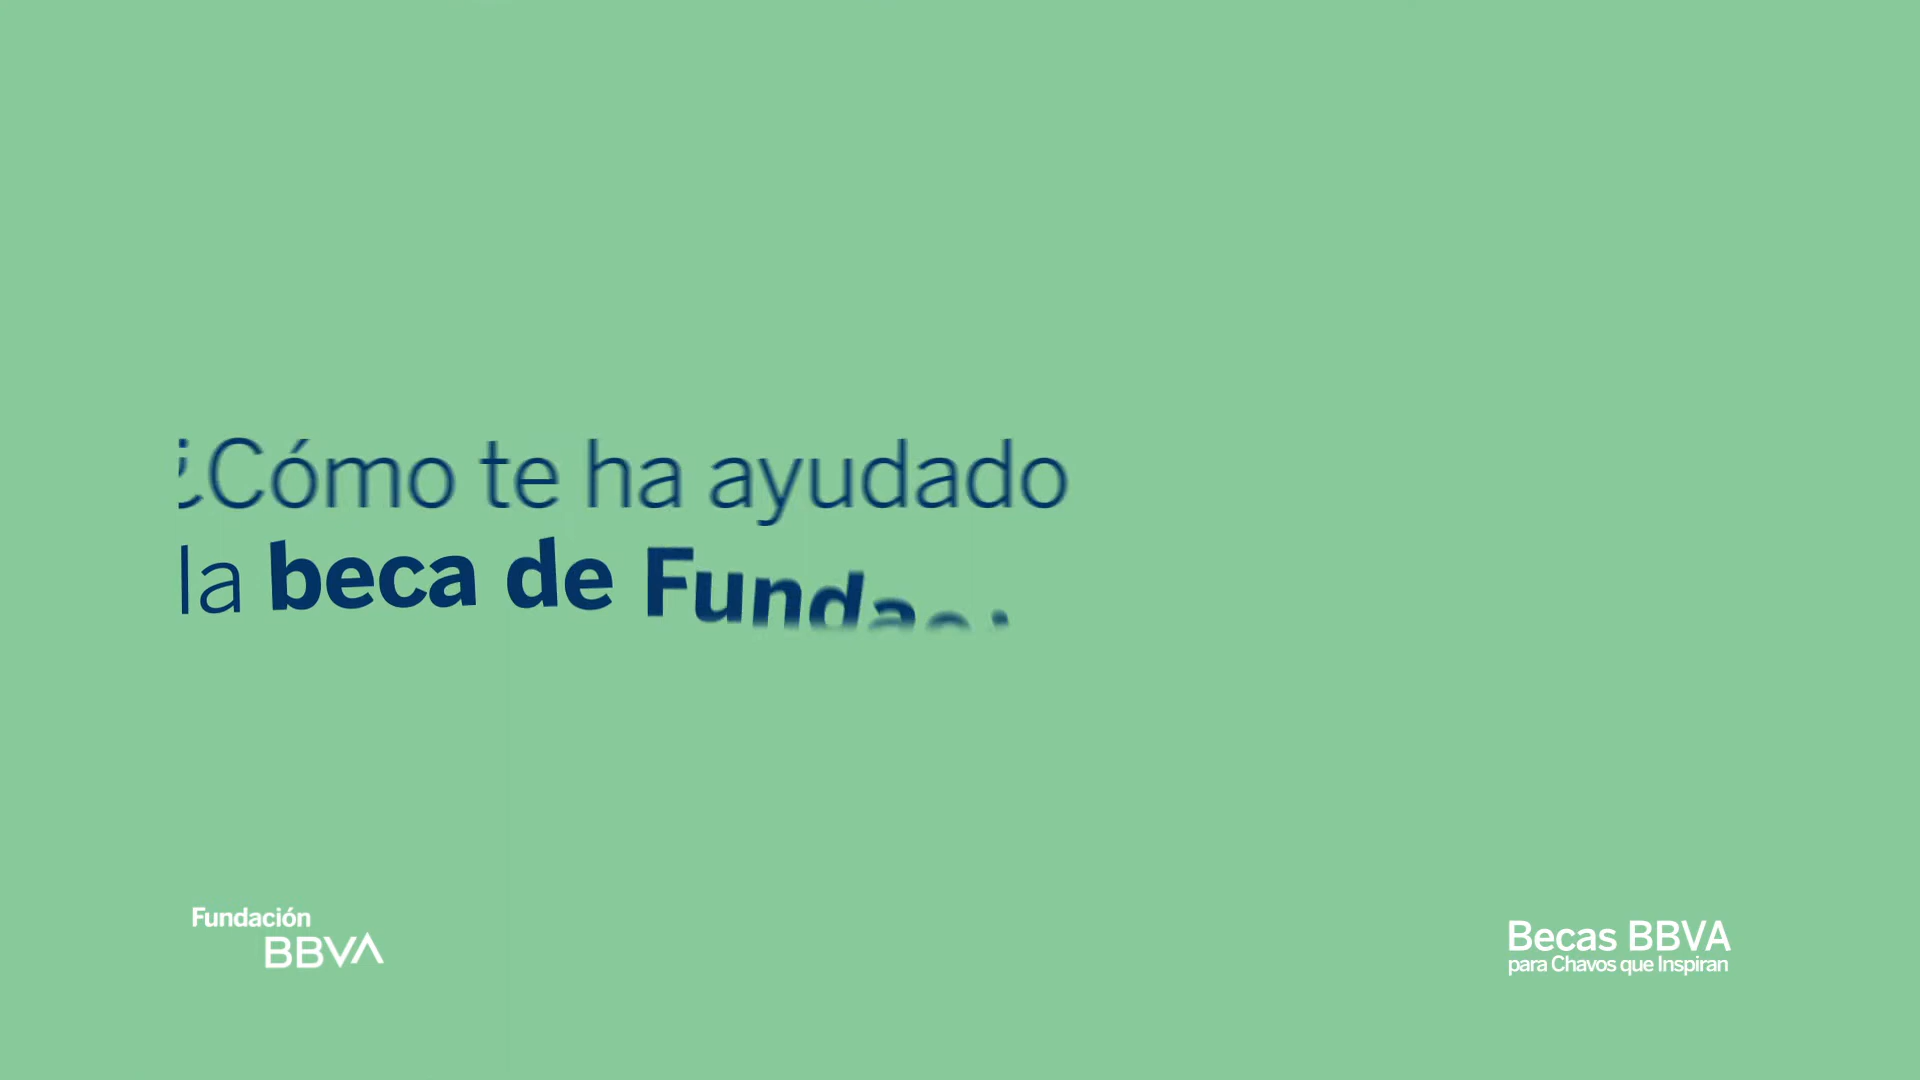 ¿Cómo te ha ayudado
la beca de
Fundación
BBVA
Becas BBVA
para Chavos que Inspiran